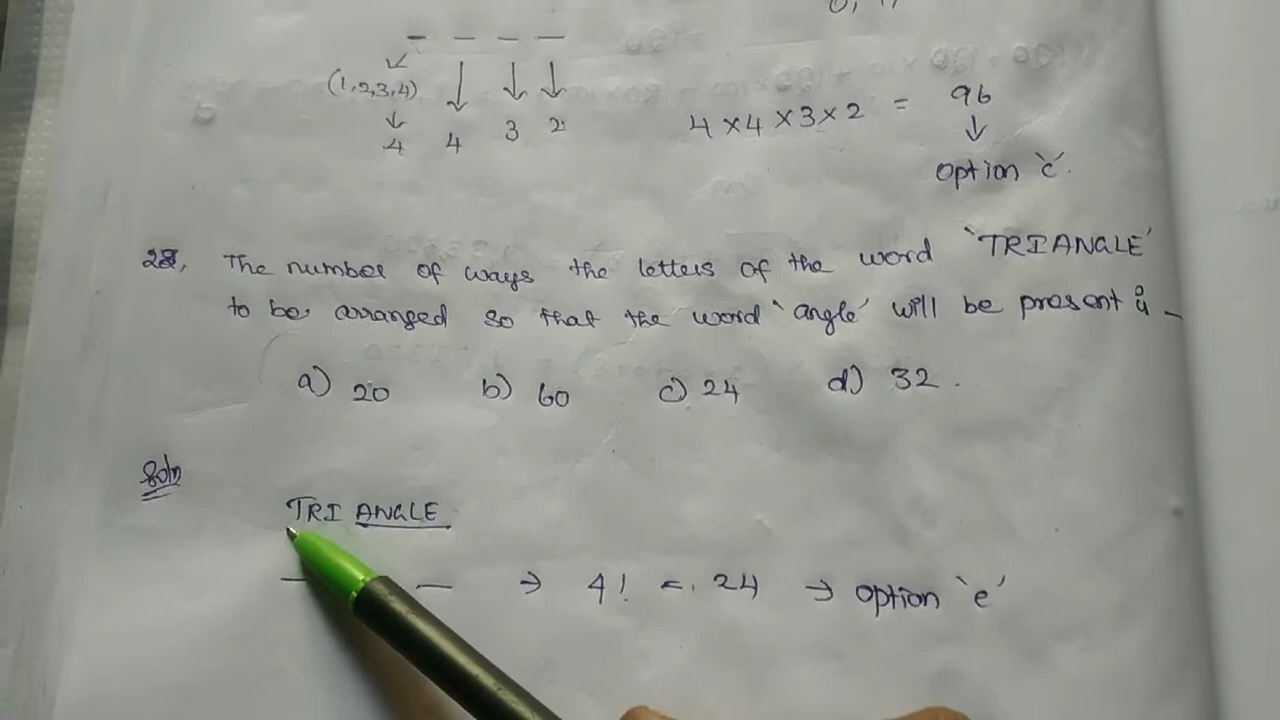 (1,2,3,4)
4 4 3 2
4 x 4 x 3 x 2 = 96
option 'c'.
28, The number of ways the letters of the word 'TRIANGLE'
to be arranged so that the word 'angle' will be present is -
a) 20 b) 60 c) 24 d) 32.
Soln
TRIANGLE
→ 4! = 24 → option 'c'